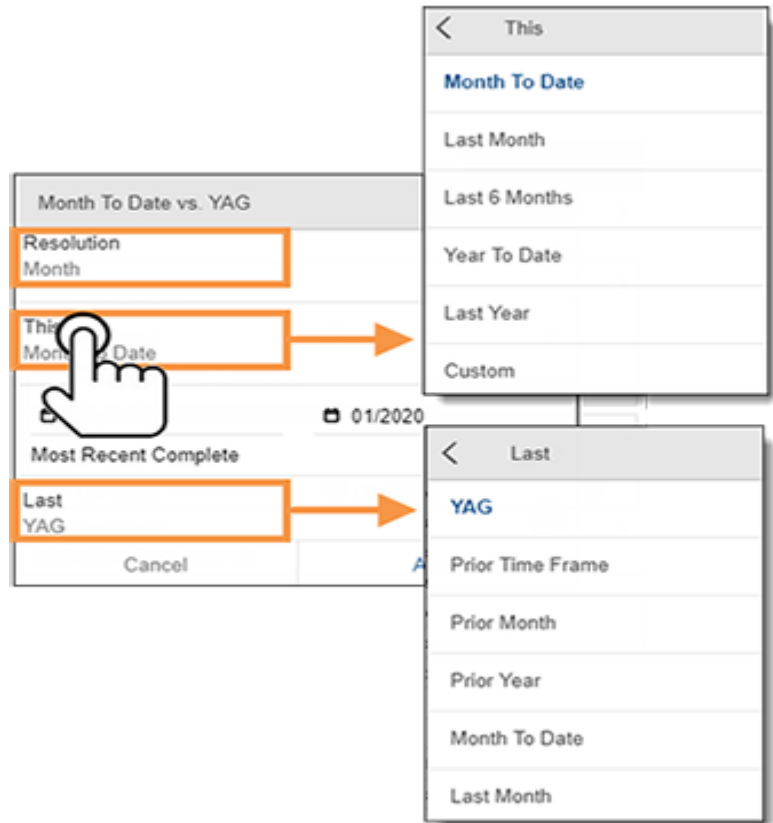 This
Month To Date
Last Month
Last 6 Months
Year To Date
Last Year
Custom
Month To Date vs. YAG
Resolution
Month
This
Date
01/2020
Most Recent Complete
Last
YAG
Cancel
Last
YAG
Prior Time Frame
Prior Month
Prior Year
Month To Date
Last Month